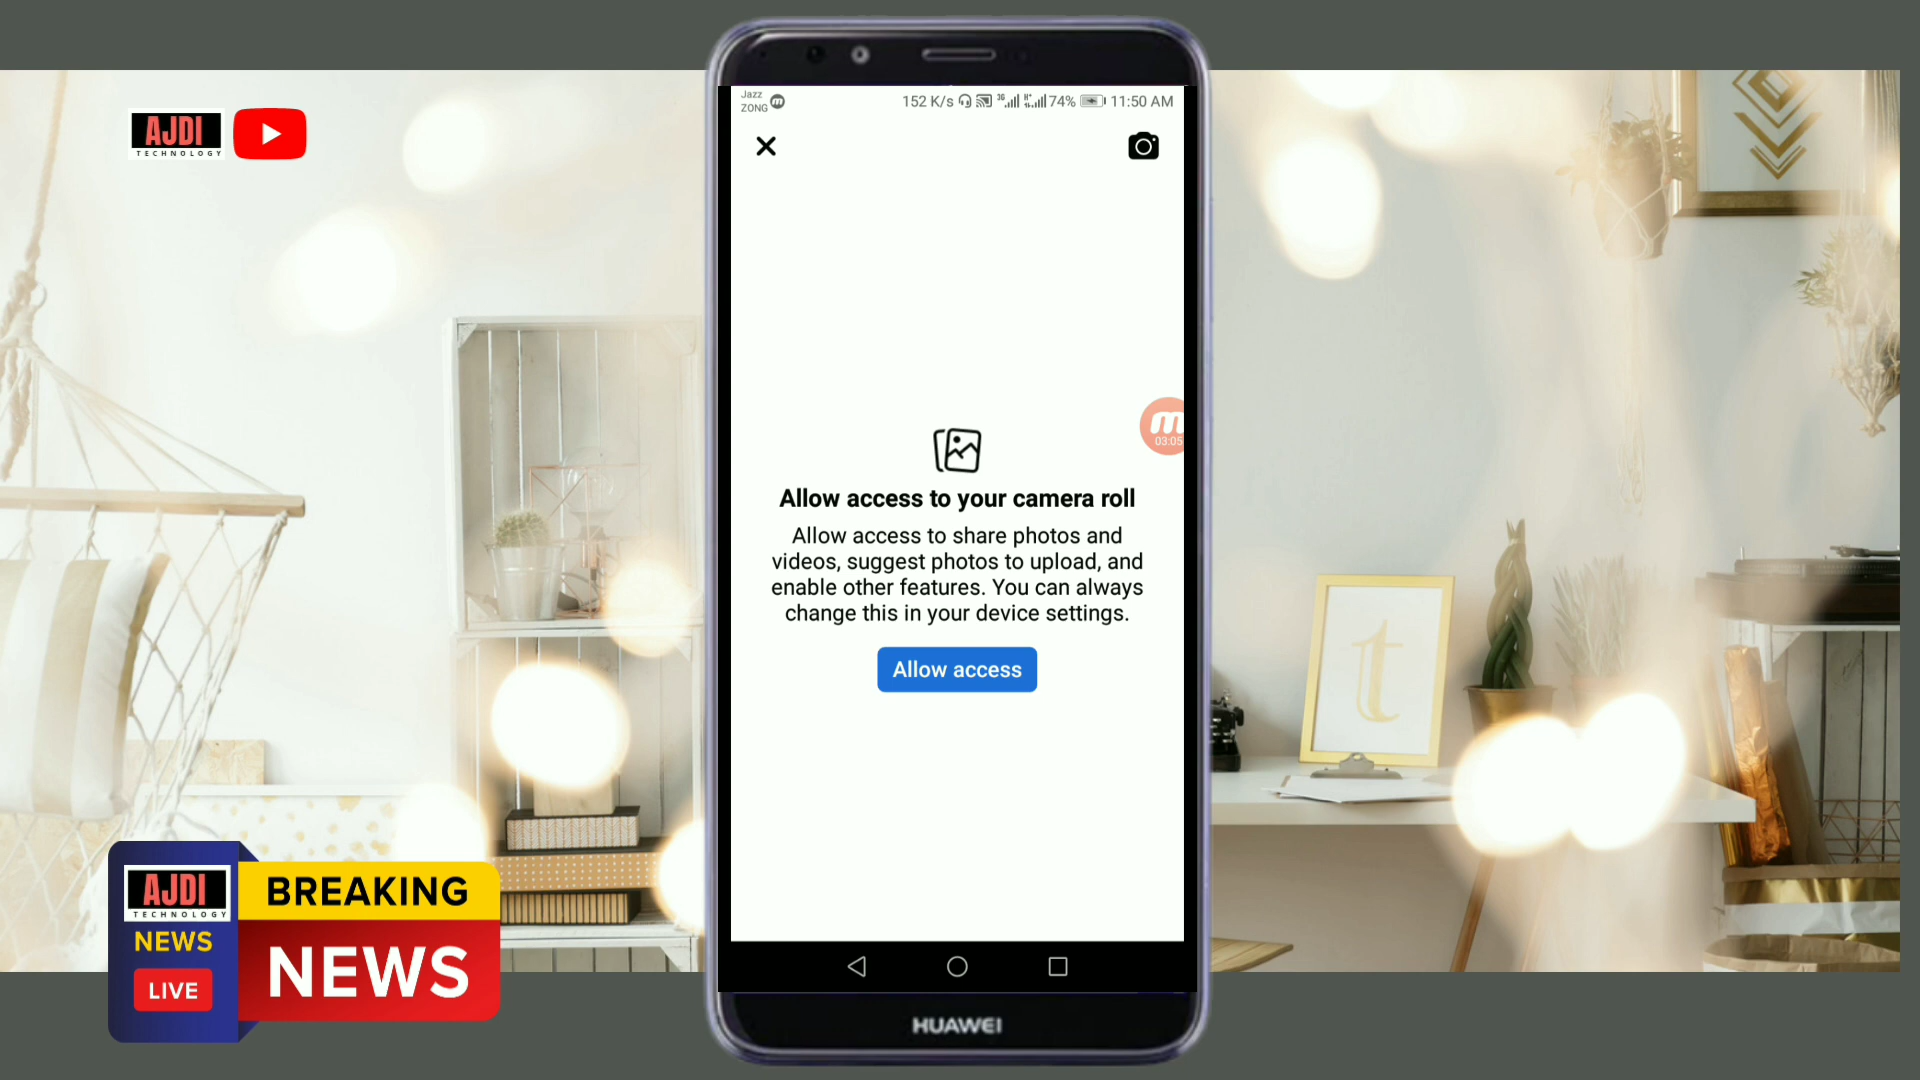 AJDI
TECHNOLOGY
Jazz
ZONG
152 K/s
3G
H+
74%
11:50 AM
03:05
Allow access to your camera roll
Allow access to share photos and
videos, suggest photos to upload, and
enable other features. You can always
change this in your device settings.
Allow access
t
AJDI
TECHNOLOGY
NEWS
LIVE
BREAKING
NEWS
HUAWEI